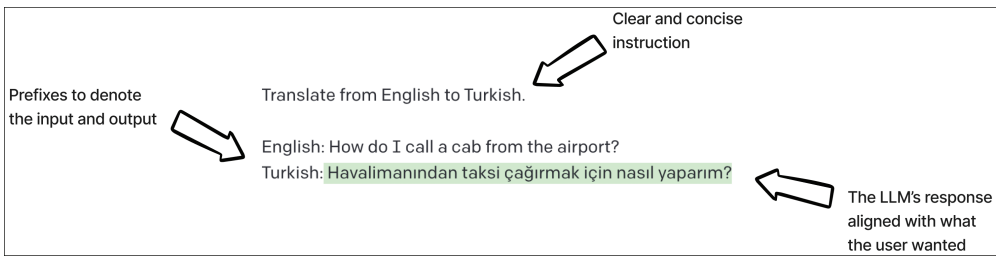 Clear and concise
instruction
Prefixes to denote
the input and output
Translate from English to Turkish.
English: How do I call a cab from the airport?
Turkish: Havalimanından taksi çağırmak için nasıl yaparım?
The LLM’s response
aligned with what
the user wanted